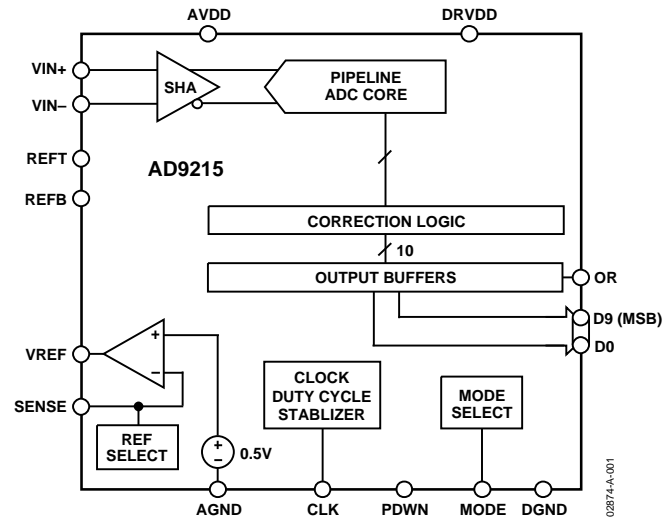 AVDD DRVDD
VIN+
VIN–
SHA
PIPELINE
ADC CORE
REFT
REFB
AD9215
CORRECTION LOGIC
10
OUTPUT BUFFERS
OR
D9 (MSB)
D0
VREF
+
–
SENSE
REF
SELECT
+
–
0.5V
CLOCK
DUTY CYCLE
STABLIZER
MODE
SELECT
AGND CLK PDWN MODE DGND
02874-A-001